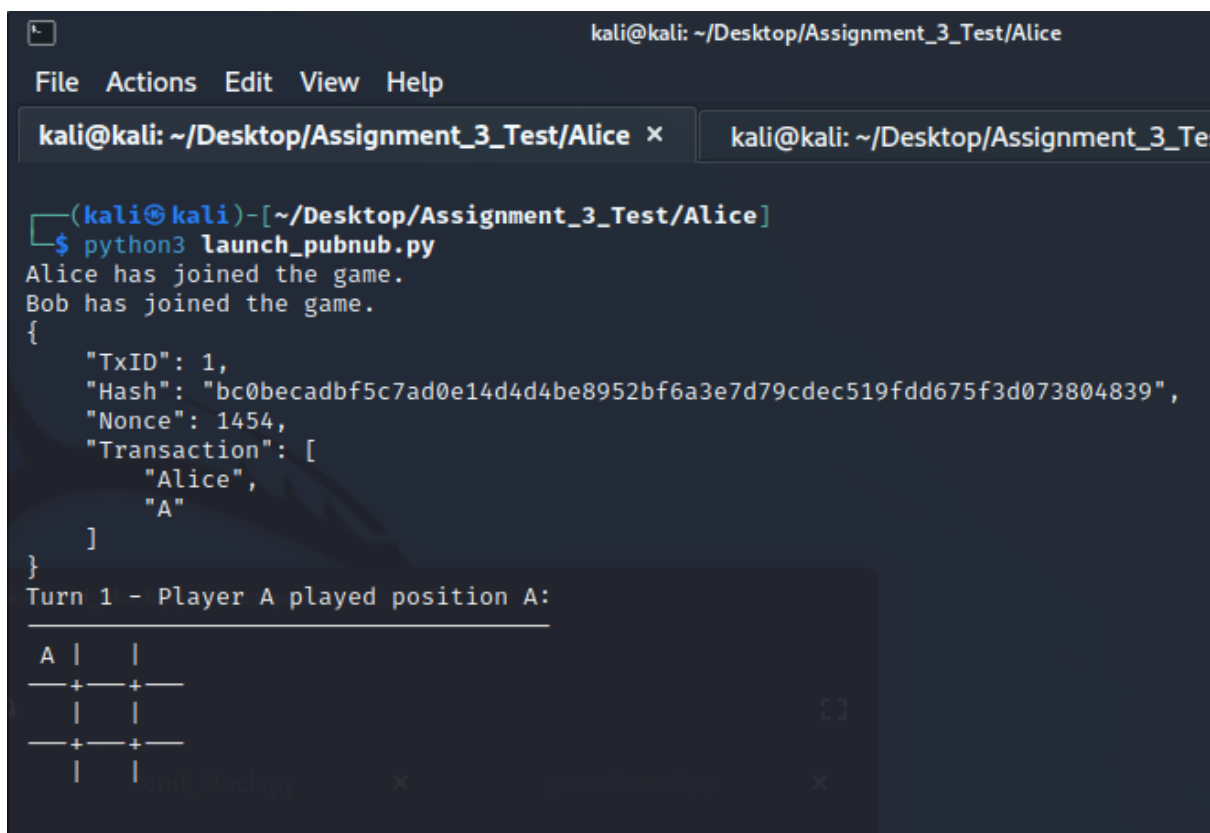 kali@kali: ~/Desktop/Assignment_3_Test/Alice
File Actions Edit View Help
kali@kali: ~/Desktop/Assignment_3_Test/Alice × kali@kali: ~/Desktop/Assignment_3_Te
┌──(kali㉿kali)-[~/Desktop/Assignment_3_Test/Alice]
└─$ python3 launch_pubnub.py
Alice has joined the game.
Bob has joined the game.
{
    "TxID": 1,
    "Hash": "bc0becadbf5c7ad0e14d4d4be8952bf6a3e7d79cdec519fdd675f3d073804839",
    "Nonce": 1454,
    "Transaction": [
        "Alice",
        "A"
    ]
}
Turn 1 - Player A played position A:
────────────────────
 A |   |
---+---+---
   |   |
---+---+---
   |   |
send_block.py